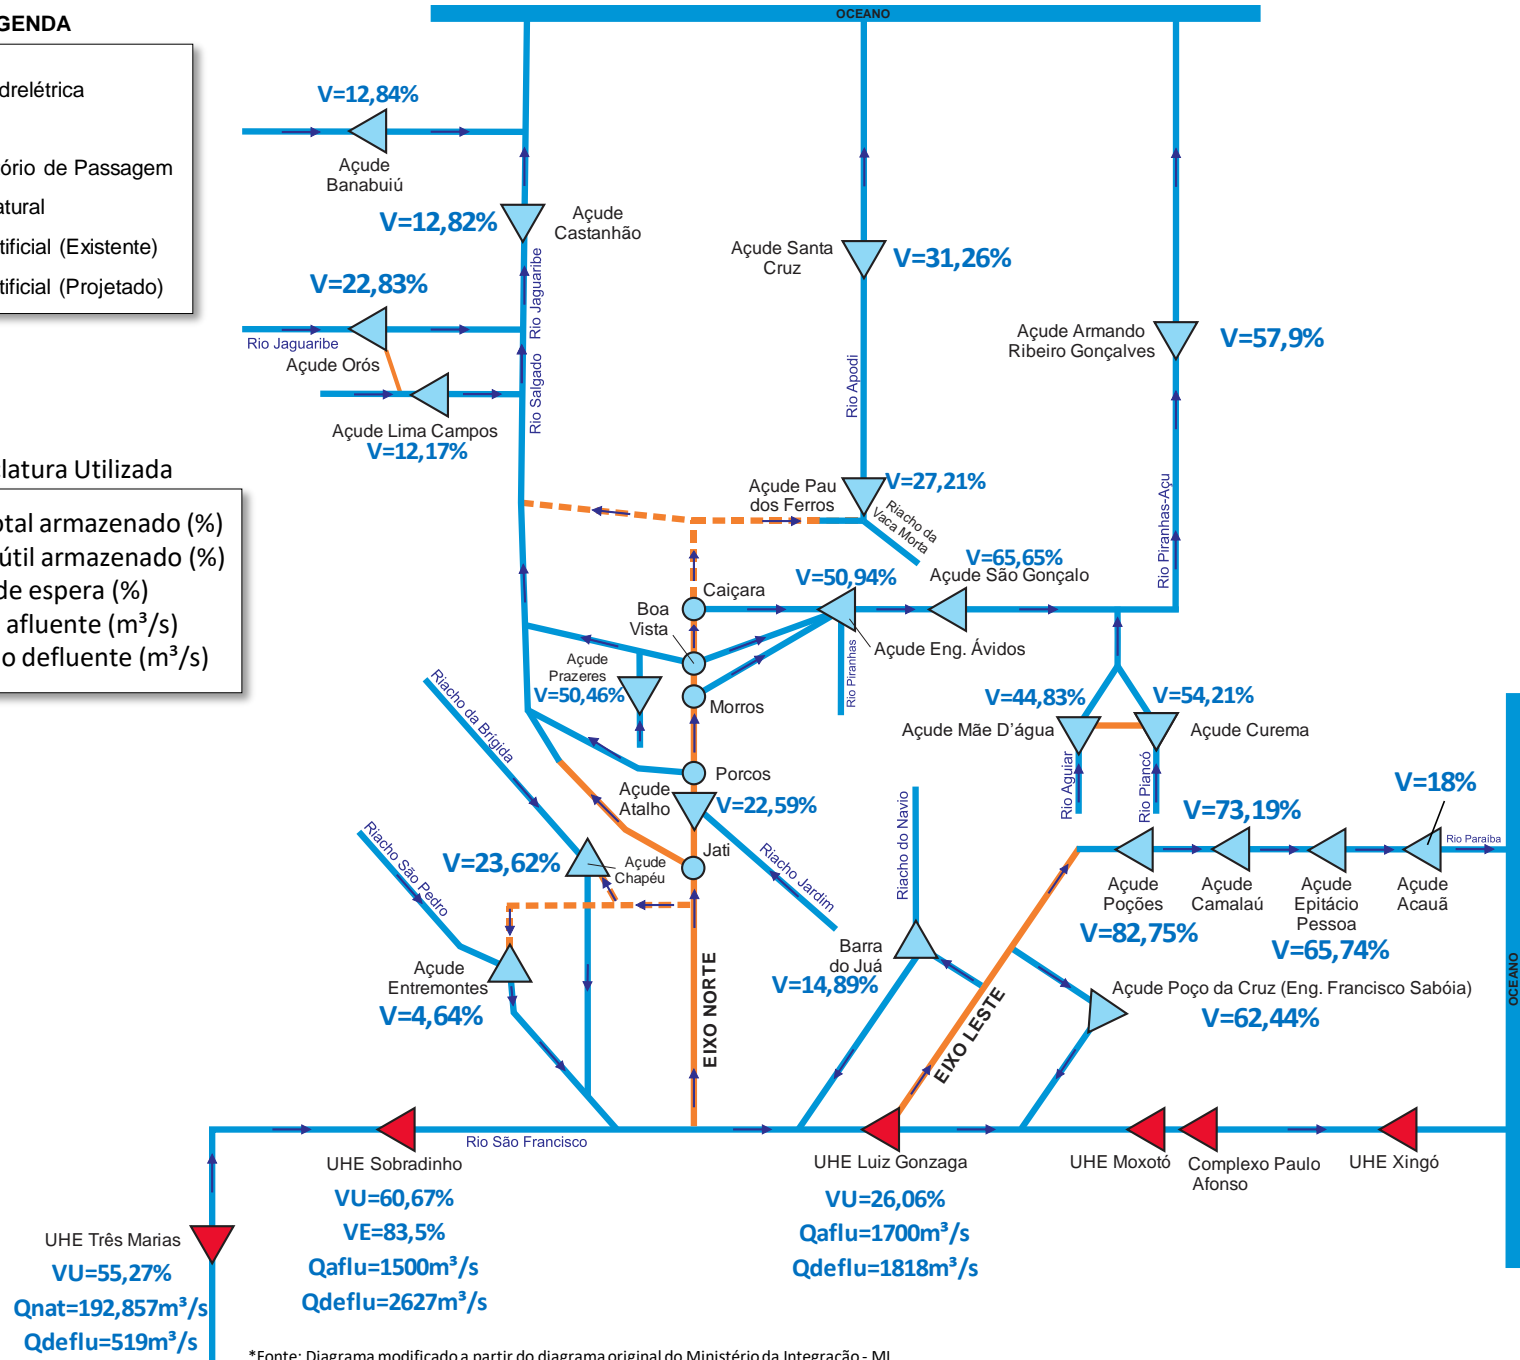 OCEANO
GENDA
drelétrica
ório de Passagem
atural
tificial (Existente)
tificial (Projetado)
V=12,84%
Açude
Banabuiú
V=12,82%
Açude
Castanhão
Rio Jaguaribe
V=22,83%
Rio Jaguaribe
Açude Orós
Rio Salgado
Açude Lima Campos
V=12,17%
Açude Santa
Cruz
V=31,26%
Rio Apodi
Açude Armando
Ribeiro Gonçalves
V=57,9%
Rio Piranhas-Açu
clatura Utilizada
otal armazenado (%)
útil armazenado (%)
de espera (%)
afluente (m³/s)
o defluente (m³/s)
Açude Pau
dos Ferros
V=27,21%
Riacho da
Vaca Morta
V=65,65%
Açude São Gonçalo
V=50,94%
Caiçara
Boa
Vista
Açude Eng. Ávidos
Rio Piranhas
Açude
Prazeres
V=50,46%
Morros
Riacho da Brígida
Porcos
Açude
Atalho
V=22,59%
Jati
Riacho Jardim
V=44,83%
V=54,21%
Açude Mãe D'água
Açude Curema
Rio Aguiar
Rio Piancó
V=73,19%
V=18%
Rio Paraíba
Açude
Poções
V=82,75%
Açude
Camalaú
Açude
Epitácio
Pessoa
V=65,74%
Açude
Acauã
Riacho São Pedro
V=23,62%
Açude
Chapéu
Riacho do Navio
Açude
Entremontes
V=4,64%
EIXO NORTE
Barra
do Juá
V=14,89%
EIXO LESTE
Açude Poço da Cruz (Eng. Francisco Sabóia)
V=62,44%
OCEANO
Rio São Francisco
UHE Sobradinho
VU=60,67%
VE=83,5%
Qaflu=1500m³/s
Qdeflu=2627m³/s
UHE Luiz Gonzaga
VU=26,06%
Qaflu=1700m³/s
Qdeflu=1818m³/s
UHE Moxotó
Complexo Paulo
Afonso
UHE Xingó
UHE Três Marias
VU=55,27%
Qnat=192,857m³/s
Qdeflu=519m³/s
*Fonte: Diagrama modificado a partir do diagrama original do Ministério da Integração - MI